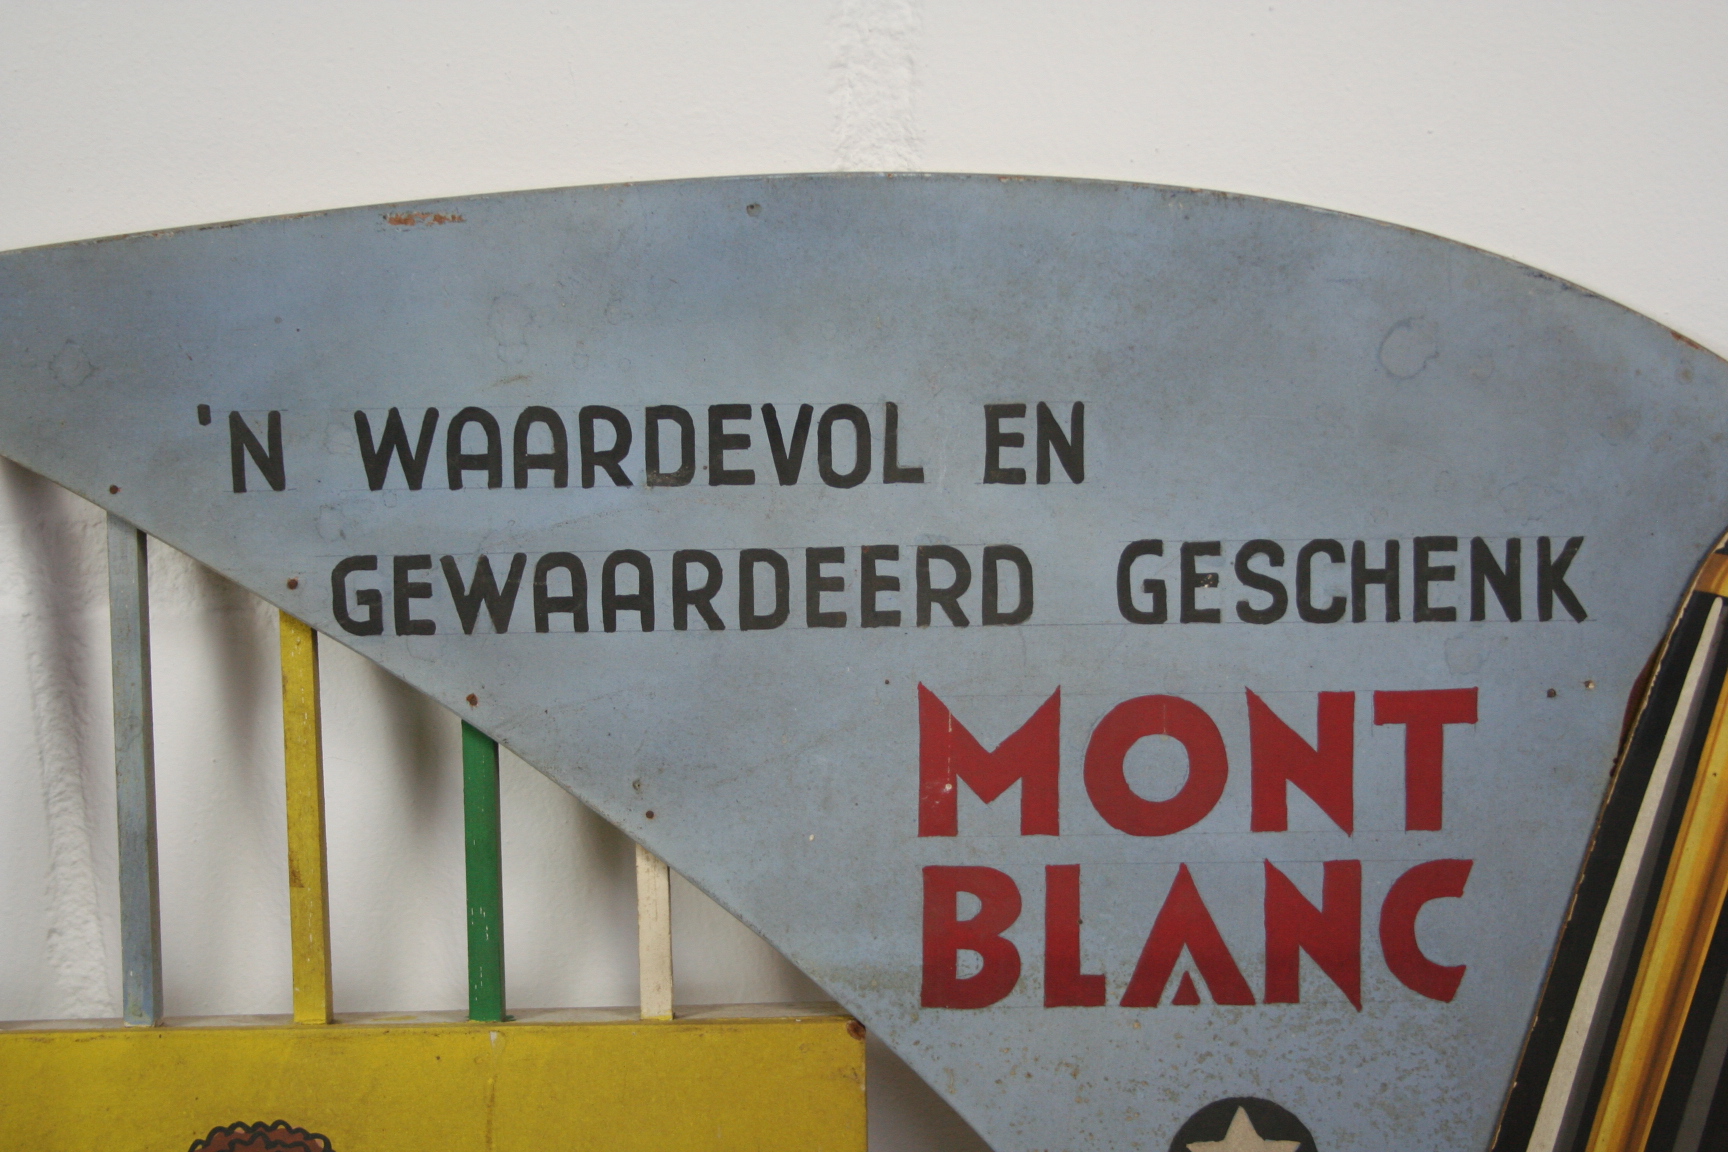 'N WAARDEVOL EN
GEWAARDEERD GESCHENK
MONT
BLANC